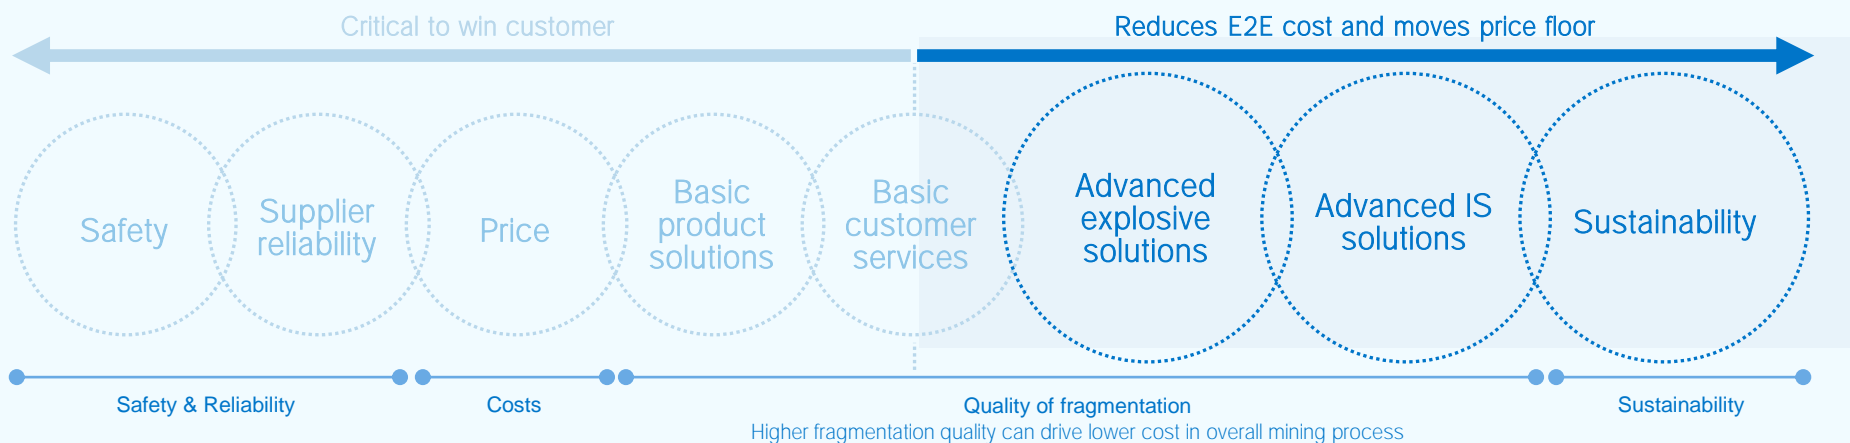 Critical to win customer
Reduces E2E cost and moves price floor
Safety
Supplier
reliability
Price
Basic
product
solutions
Basic
customer
services
Advanced
explosive
solutions
Advanced IS
solutions
Sustainability
Safety & Reliability
Costs
Quality of fragmentation
Higher fragmentation quality can drive lower cost in overall mining process
Sustainability